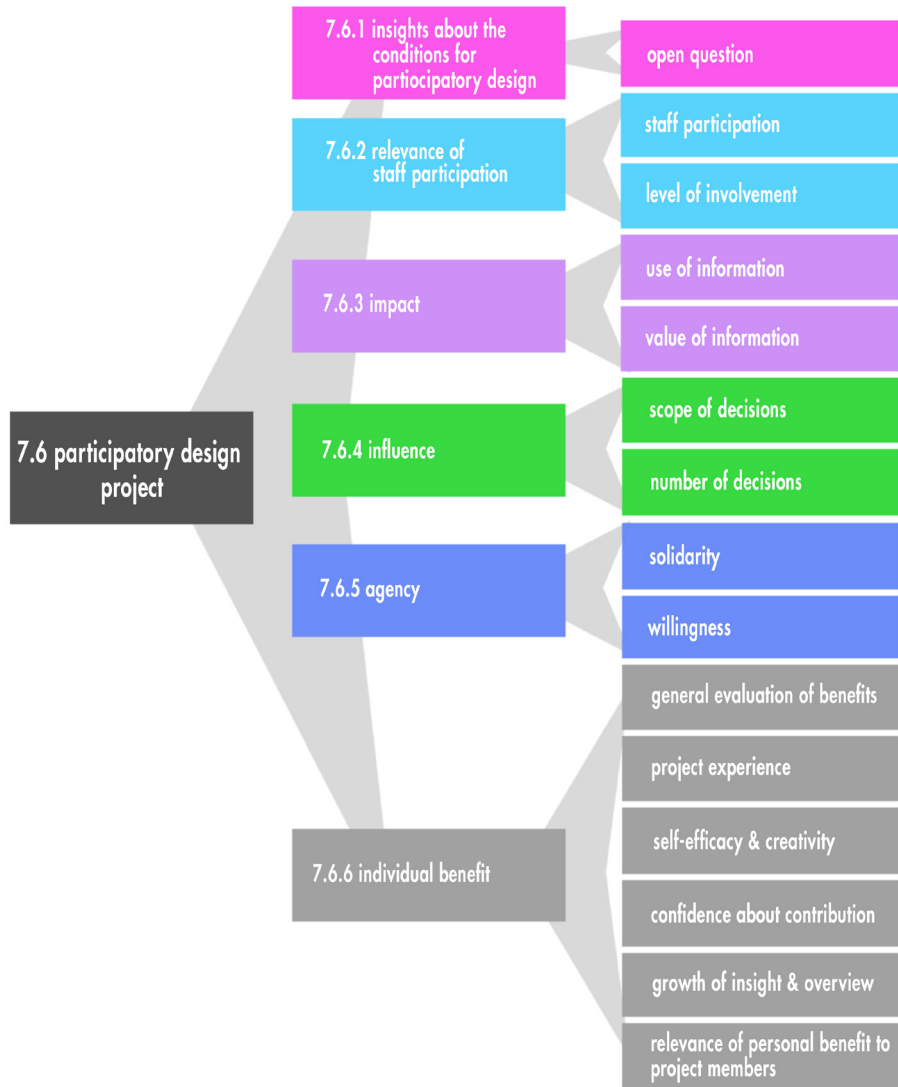 7.6 participatory design
project
7.6.1 insights about the
conditions for
partiocipatory design
open question
7.6.2 relevance of
staff participation
staff participation
level of involvement
7.6.3 impact
use of information
value of information
7.6.4 influence
scope of decisions
number of decisions
7.6.5 agency
solidarity
willingness
7.6.6 individual benefit
general evaluation of benefits
project experience
self-efficacy & creativity
confidence about contribution
growth of insight & overview
relevance of personal benefit to
project members